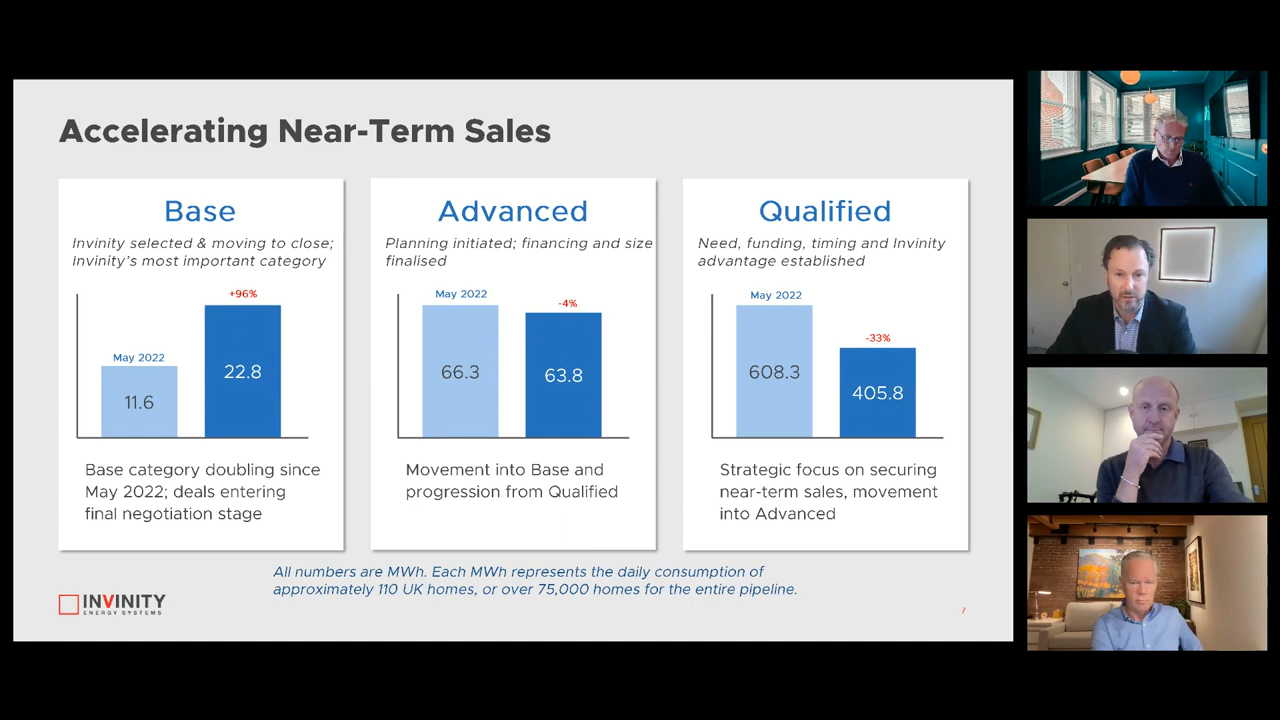 Accelerating Near-Term Sales
Base
Invinity selected & moving to close;
Invinity's most important category
+96%
May 2022
11.6
22.8
Base category doubling since
May 2022; deals entering
final negotiation stage
Advanced
Planning initiated; financing and size
finalised
May 2022
-4%
66.3
63.8
Movement into Base and
progression from Qualified
Qualified
Need, funding, timing and Invinity
advantage established
May 2022
-33%
608.3
405.8
Strategic focus on securing
near-term sales, movement
into Advanced
All numbers are MWh. Each MWh represents the daily consumption of
approximately 110 UK homes, or over 75,000 homes for the entire pipeline.
INVINITY
ENERGY SYSTEMS
7